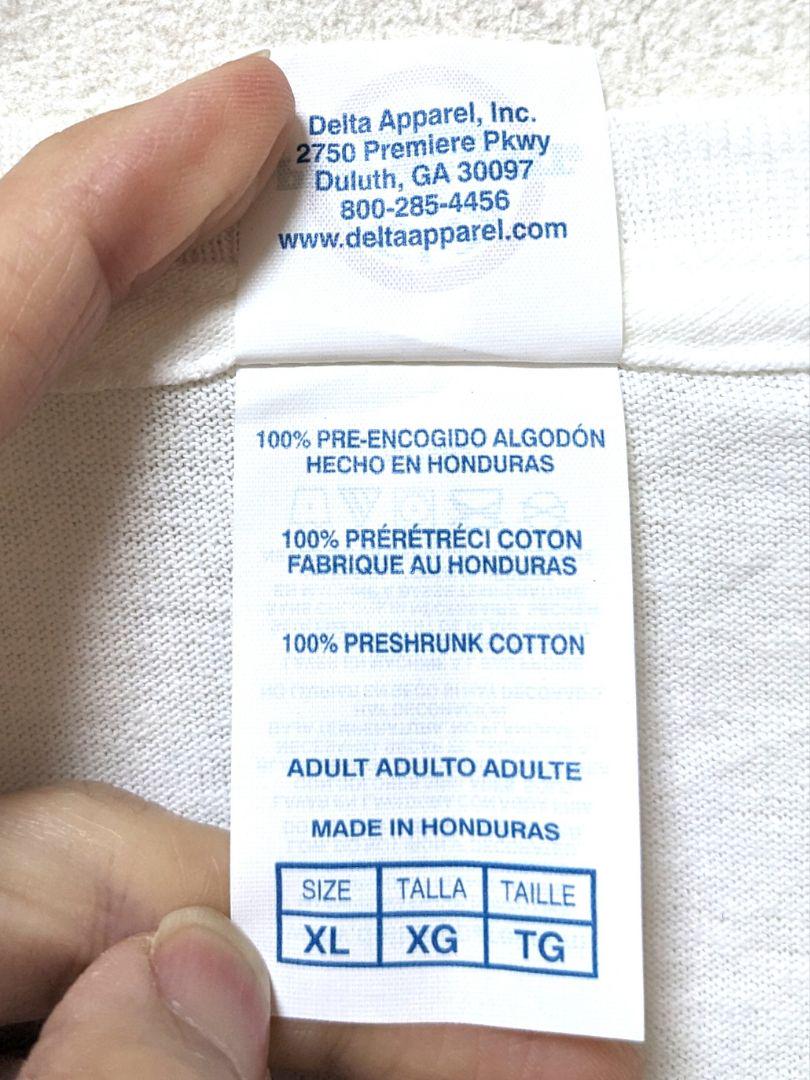 Delta Apparel, Inc.
2750 Premiere Pkwy
Duluth, GA 30097
800-285-4456
www.deltaapparel.com
100% PRE-ENCOGIDO ALGODÓN
HECHO EN HONDURAS
100% PRÉRÉTRÉCI COTON
FABRIQUE AU HONDURAS
100% PRESHRUNK COTTON
ADULT ADULTO ADULTE
MADE IN HONDURAS
SIZE TALLA TAILLE
XL XG TG